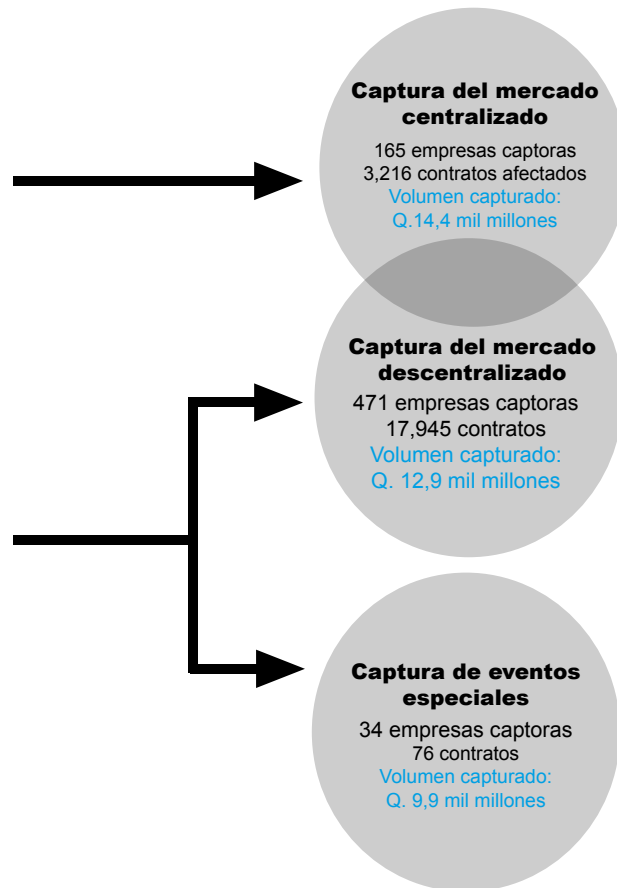 Captura del mercado
centralizado
165 empresas captoras
3,216 contratos afectados
Volumen capturado:
Q.14,4 mil millones
Captura del mercado
descentralizado
471 empresas captoras
17,945 contratos
Volumen capturado:
Q. 12,9 mil millones
Captura de eventos
especiales
34 empresas captoras
76 contratos
Volumen capturado:
Q. 9,9 mil millones